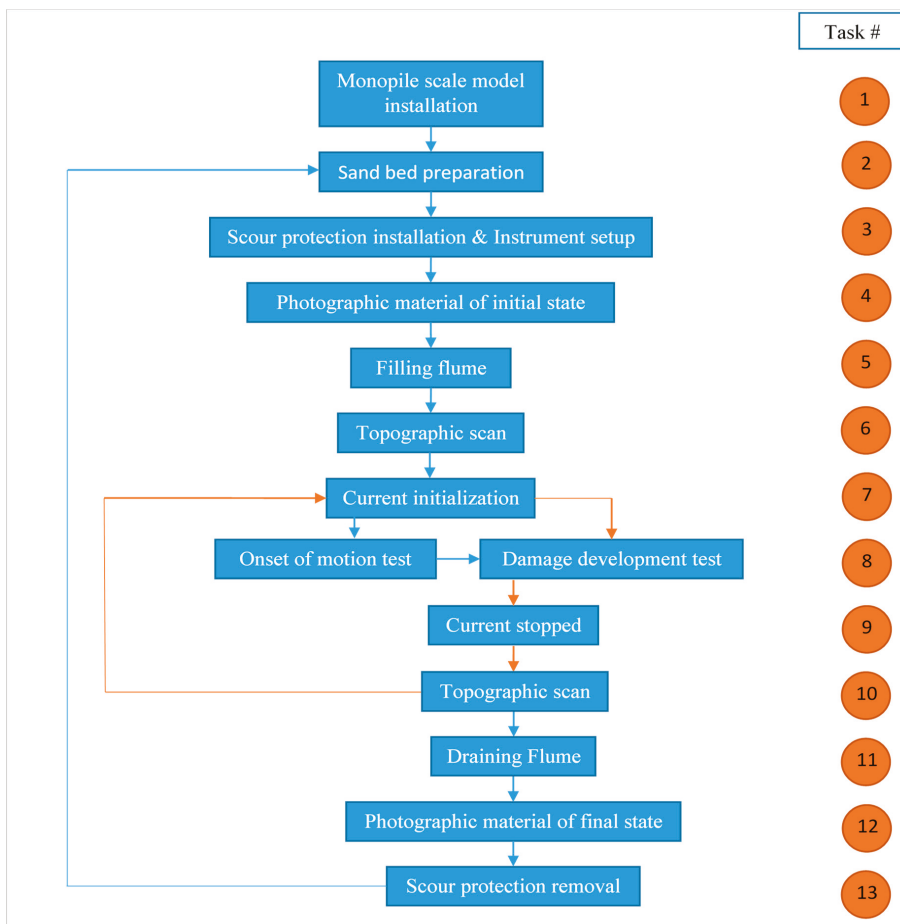 Task #
Monopile scale model
installation
1
Sand bed preparation
2
Scour protection installation & Instrument setup
3
Photographic material of initial state
4
Filling flume
5
Topographic scan
6
Current initialization
7
Onset of motion test
Damage development test
8
Current stopped
9
Topographic scan
10
Draining Flume
11
Photographic material of final state
12
Scour protection removal
13